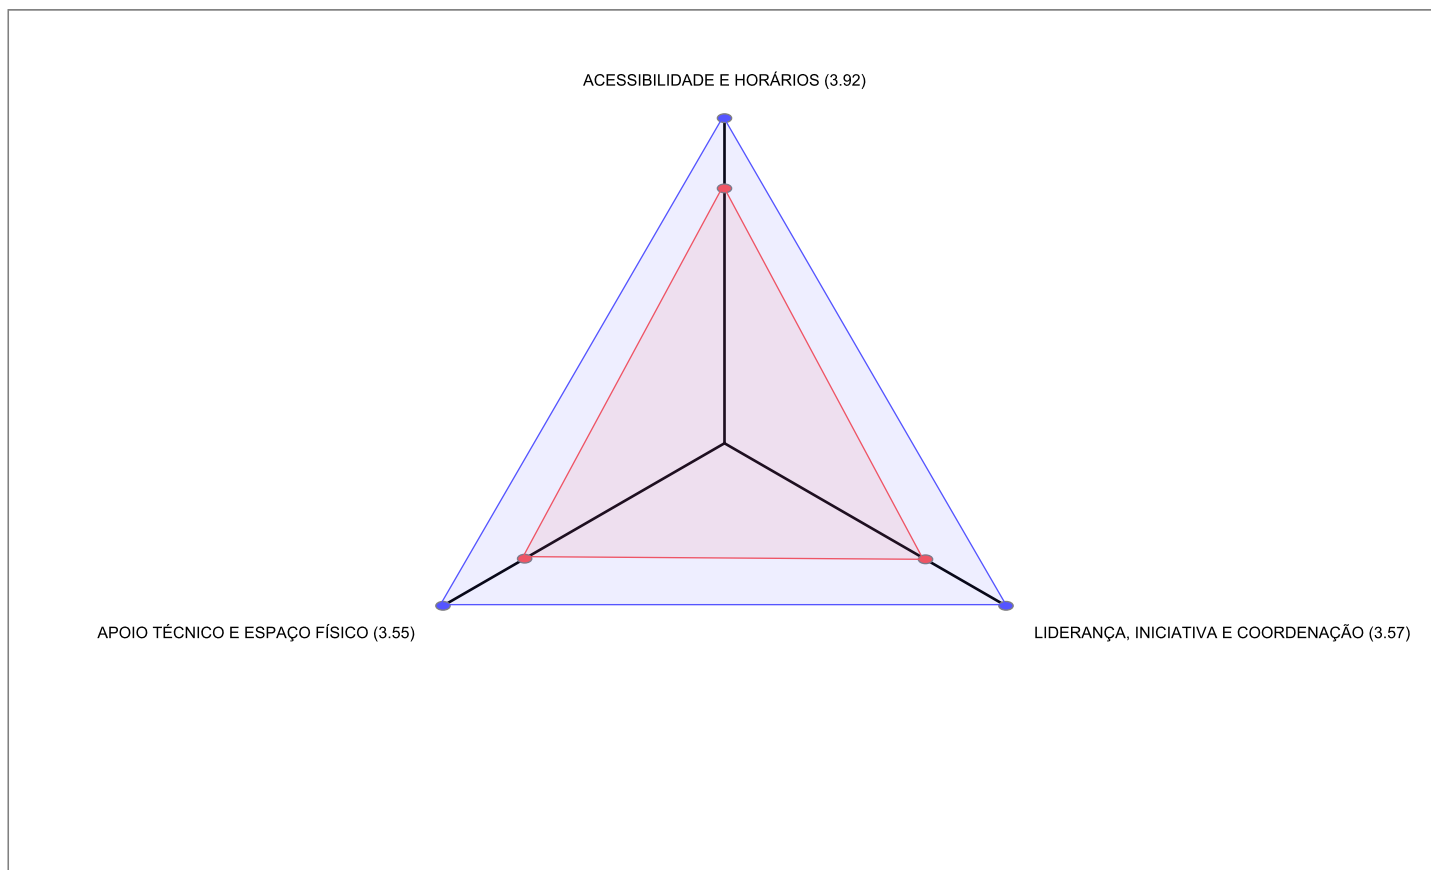 ACESSIBILIDADE E HORÁRIOS (3.92)
APOIO TÉCNICO E ESPAÇO FÍSICO (3.55)
LIDERANÇA, INICIATIVA E COORDENAÇÃO (3.57)